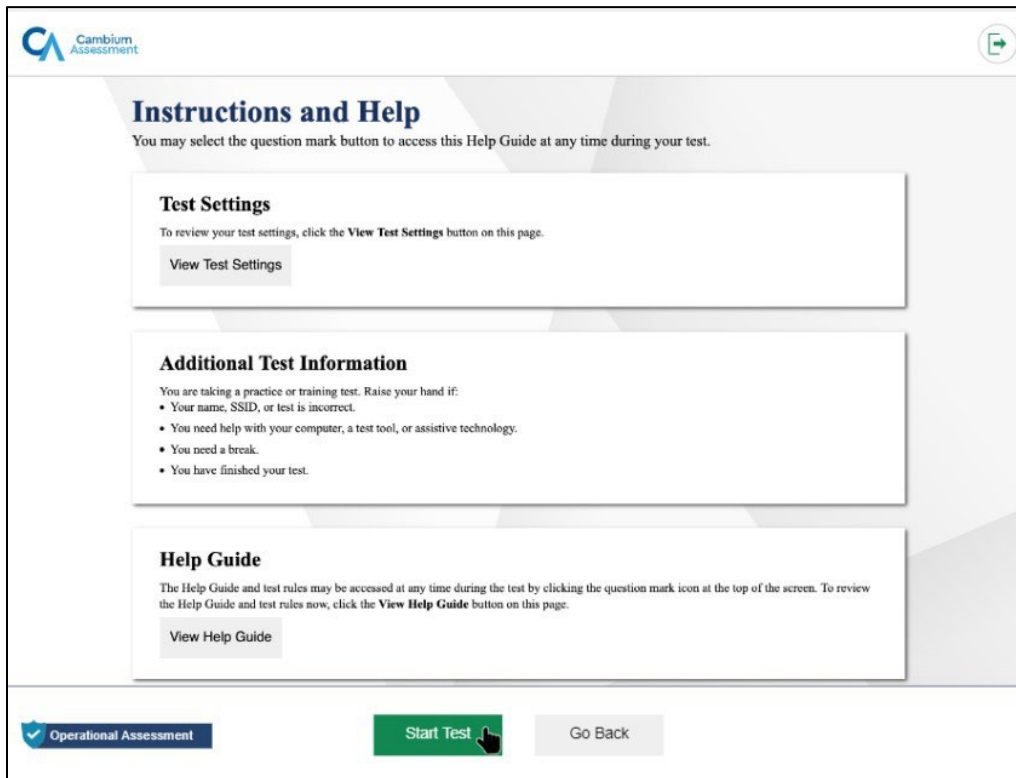 Cambium
Assessment
Instructions and Help
You may select the question mark button to access this Help Guide at any time during your test.
Test Settings
To review your test settings, click the View Test Settings button on this page.
View Test Settings
Additional Test Information
You are taking a practice or training test. Raise your hand if:
• Your name, SSID, or test is incorrect.
• You need help with your computer, a test tool, or assistive technology.
• You need a break.
• You have finished your test.
Help Guide
The Help Guide and test rules may be accessed at any time during the test by clicking the question mark icon at the top of the screen. To review
the Help Guide and test rules now, click the View Help Guide button on this page.
View Help Guide
Operational Assessment
Start Test
Go Back